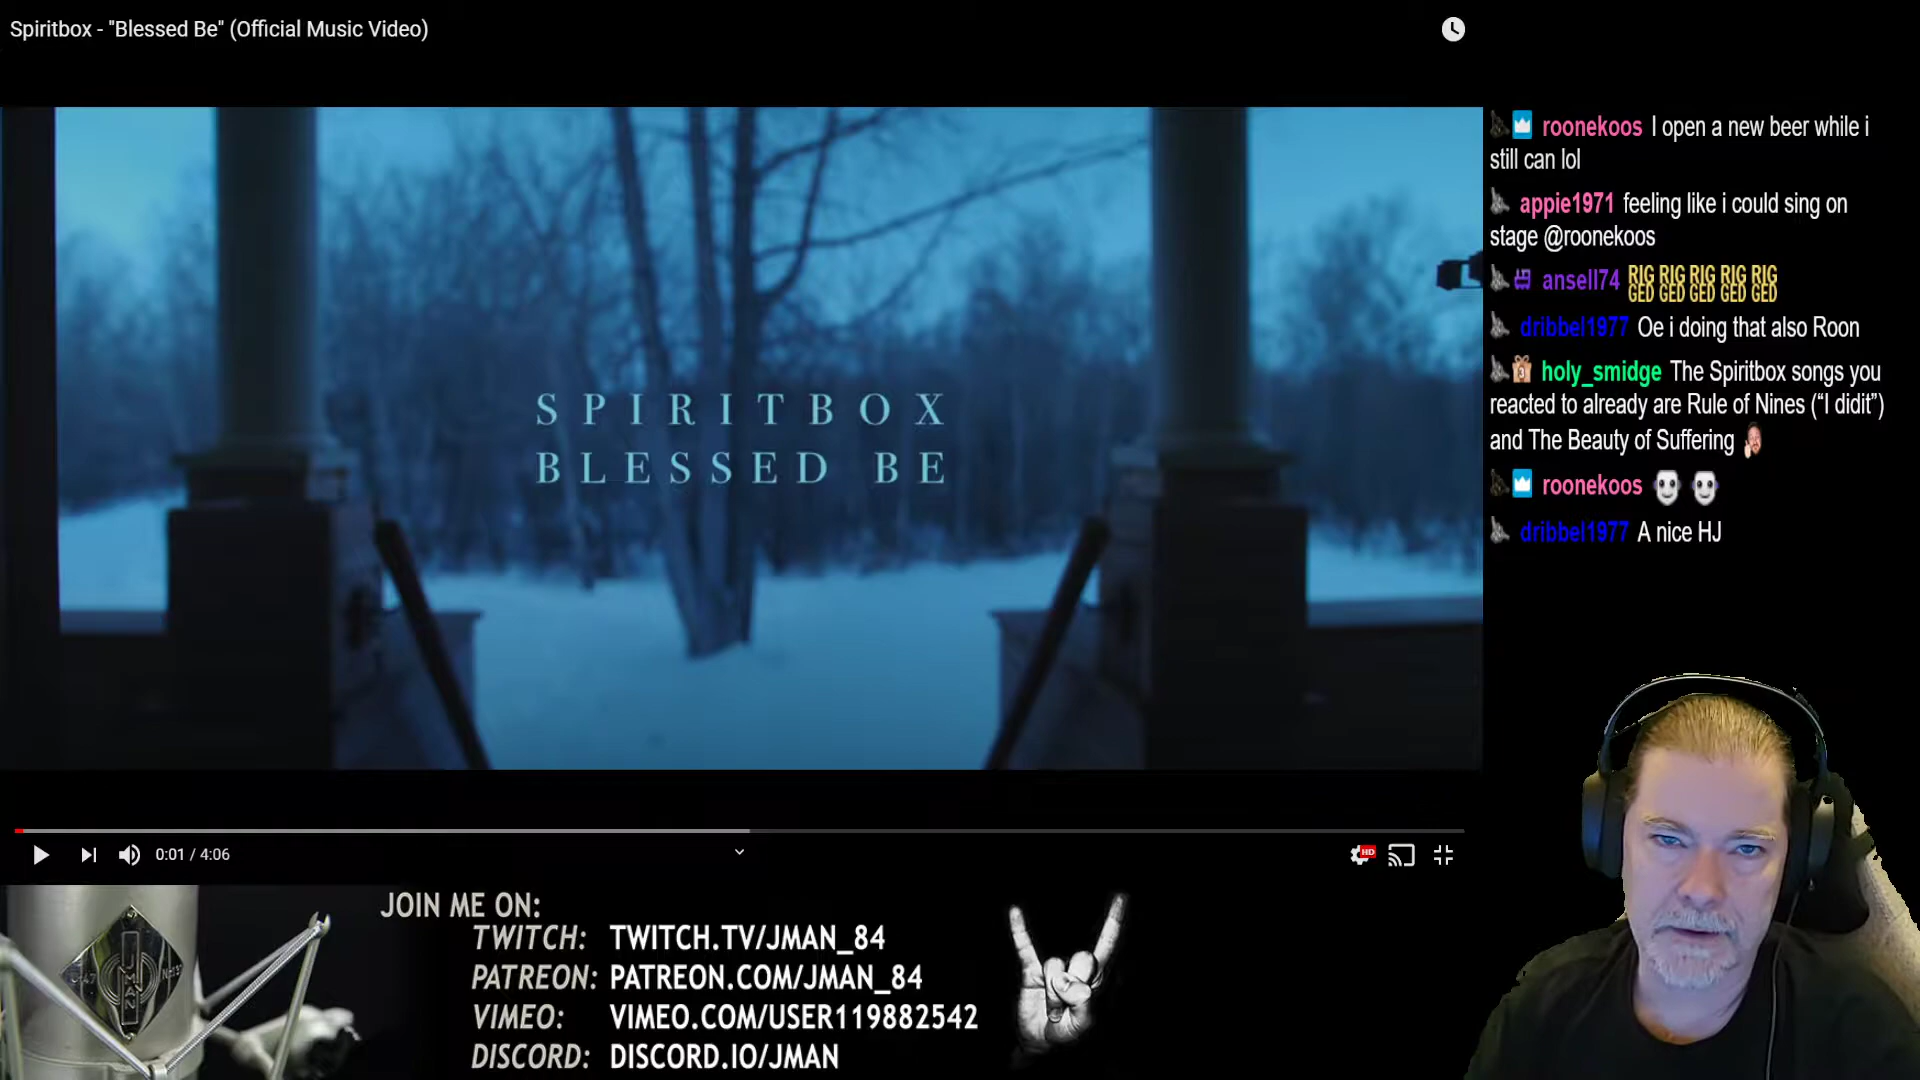 Spiritbox - "Blessed Be" (Official Music Video)
SPIRITBOX
BLESSED BE
roonekoos I open a new beer while i
still can lol
appie1971 feeling like i could sing on
stage @roonekoos
ansell74 RIG GED RIG GED RIG GED RIG GED RIG GED
dribbel1977 Oe i doing that also Roon
holy_smidge The Spiritbox songs you
reacted to already are Rule of Nines (“I didit”)
and The Beauty of Suffering
roonekoos
dribbel1977 A nice HJ
0:01 / 4:06
HD
JOIN ME ON:
TWITCH: TWITCH.TV/JMAN_84
PATREON: PATREON.COM/JMAN_84
VIMEO: VIMEO.COM/USER119882542
DISCORD: DISCORD.IO/JMAN
JMAN